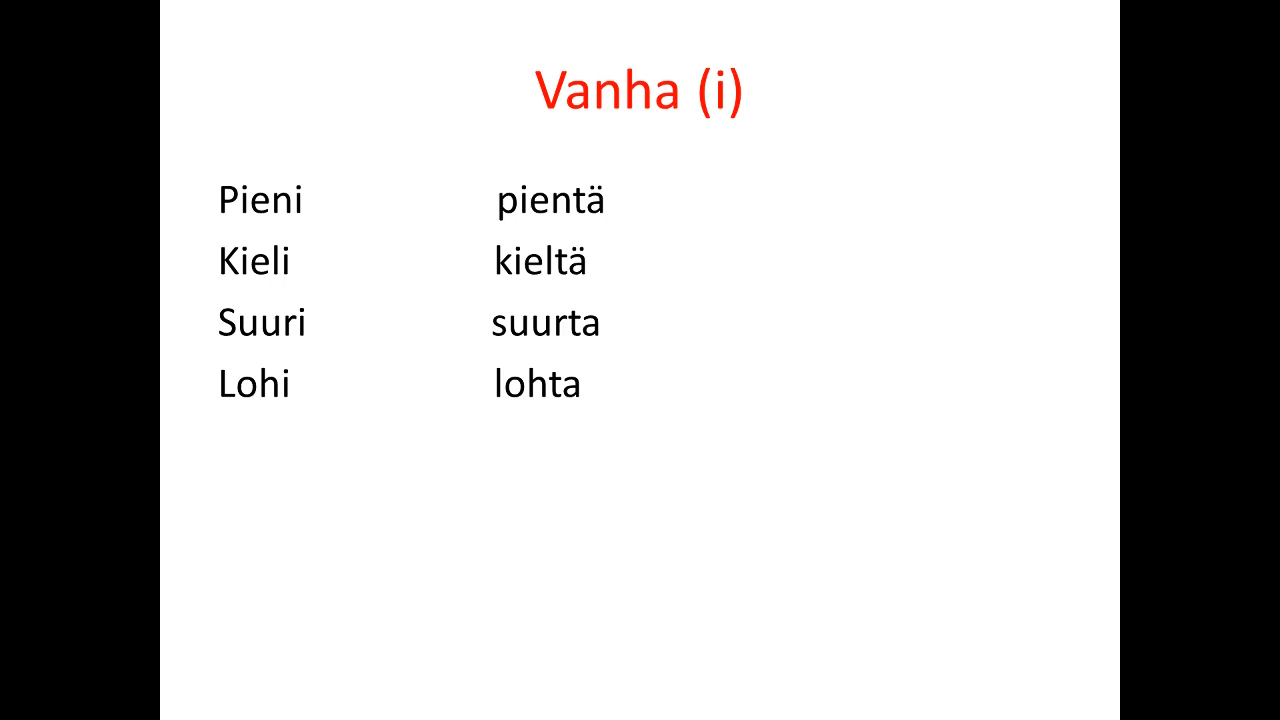 Vanha (i)
Pieni pientä
Kieli kieltä
Suuri suurta
Lohi lohta